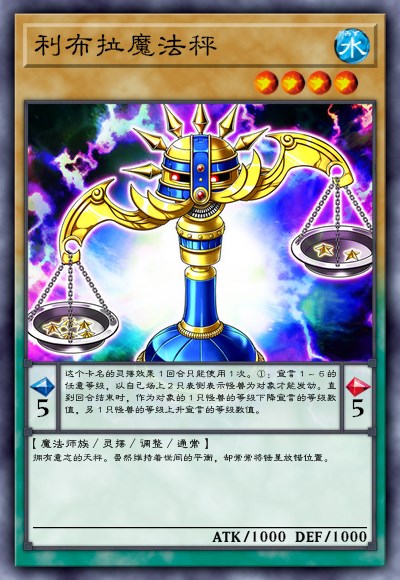 利布拉魔法秤
水
这个卡名的灵摆效果1回合只能使用1次。①：宣言1～6的
任意等级，以自己场上2只表侧表示怪兽为对象才能发动。直
到回合结束时，作为对象的1只怪兽的等级下降宣言的等级数
值，另1只怪兽的等级上升宣言的等级数值。
5
5
【魔法师族／灵摆／调整／通常】
拥有意志的天秤。虽然维持着世间的平衡，却常常将锤星放错位置。
ATK/1000 DEF/1000